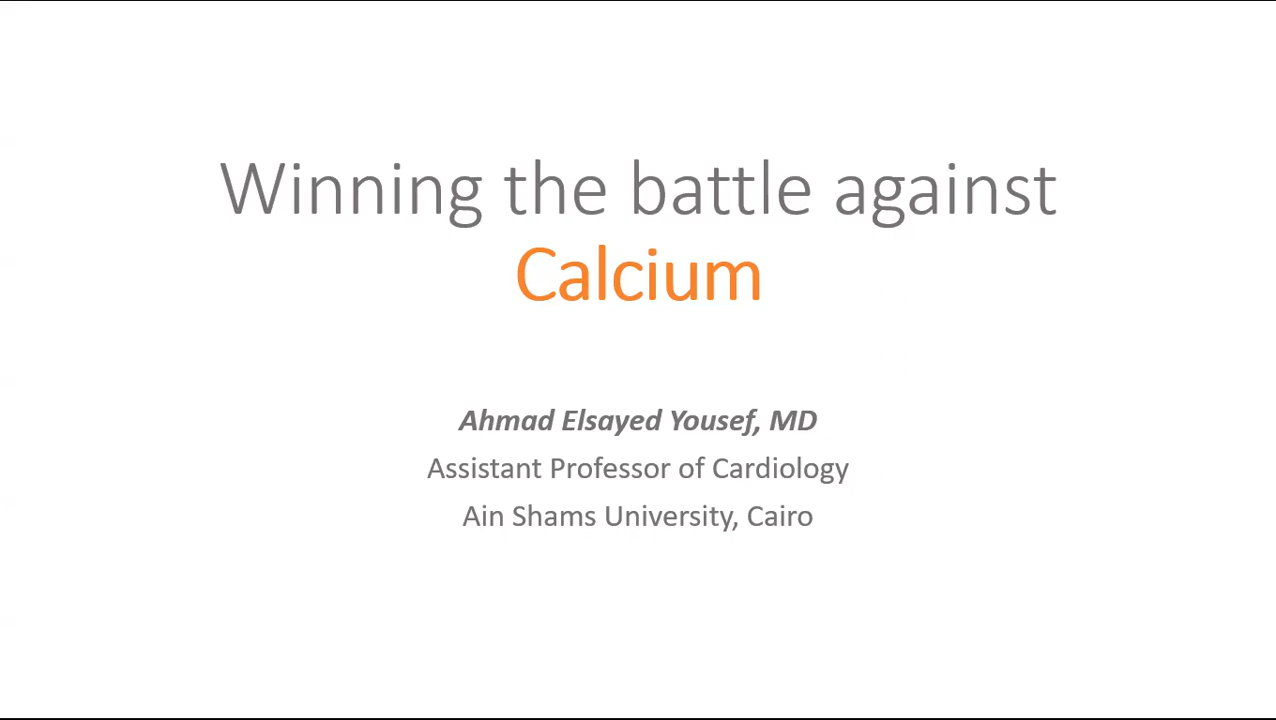 Winning the battle against
Calcium
Ahmad Elsayed Yousef, MD
Assistant Professor of Cardiology
Ain Shams University, Cairo